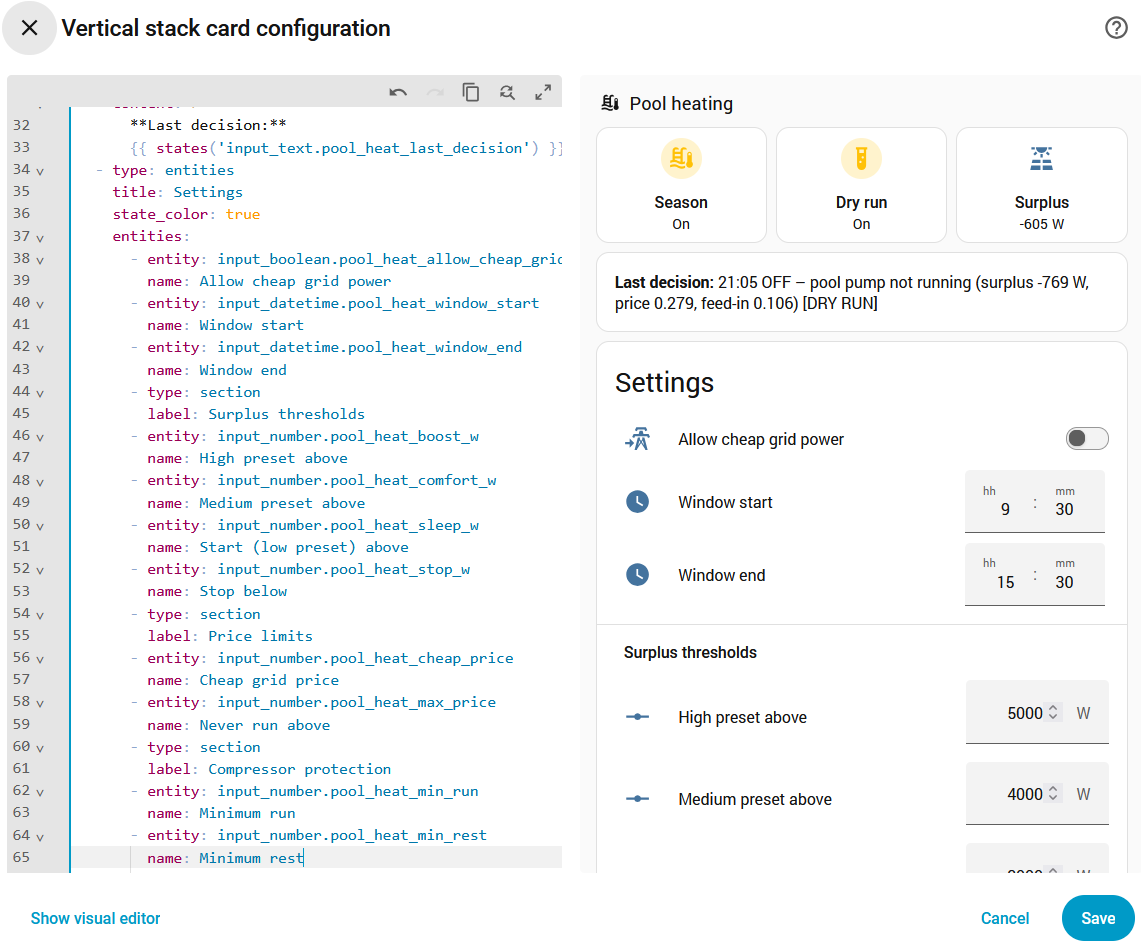 Vertical stack card configuration
32 **Last decision:**
33 {{ states('input_text.pool_heat_last_decision') }}
34 - type: entities
35 title: Settings
36 state_color: true
37 entities:
38 - entity: input_boolean.pool_heat_allow_cheap_gric
39 name: Allow cheap grid power
40 - entity: input_datetime.pool_heat_window_start
41 name: Window start
42 - entity: input_datetime.pool_heat_window_end
43 name: Window end
44 - type: section
45 label: Surplus thresholds
46 - entity: input_number.pool_heat_boost_w
47 name: High preset above
48 - entity: input_number.pool_heat_comfort_w
49 name: Medium preset above
50 - entity: input_number.pool_heat_sleep_w
51 name: Start (low preset) above
52 - entity: input_number.pool_heat_stop_w
53 name: Stop below
54 - type: section
55 label: Price limits
56 - entity: input_number.pool_heat_cheap_price
57 name: Cheap grid price
58 - entity: input_number.pool_heat_max_price
59 name: Never run above
60 - type: section
61 label: Compressor protection
62 - entity: input_number.pool_heat_min_run
63 name: Minimum run
64 - entity: input_number.pool_heat_min_rest
65 name: Minimum rest
Pool heating
Season
On
Dry run
On
Surplus
-605 W
Last decision: 21:05 OFF – pool pump not running (surplus -769 W,
price 0.279, feed-in 0.106) [DRY RUN]
Settings
Allow cheap grid power
Window start
hh mm
9 : 30
Window end
hh mm
15 : 30
Surplus thresholds
High preset above 5000 W
Medium preset above 4000 W
Show visual editor
Cancel
Save